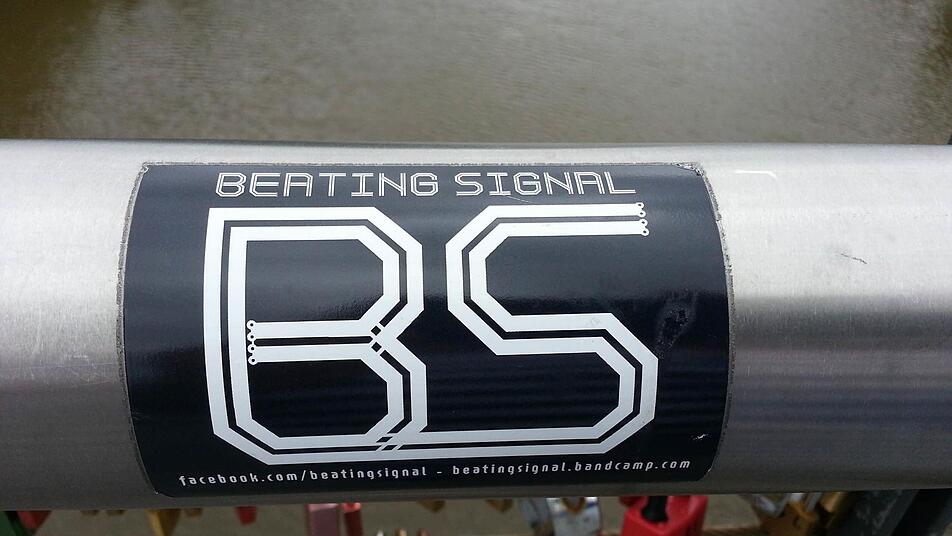 BEATING SIGNAL
BS
facebook.com/beatingsignal - beatingsignal.bandcamp.com